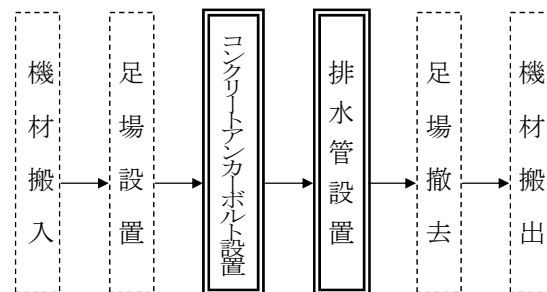 機材搬入
足場設置
コンクリートアンカーボルト設置
排水管設置
足場撤去
機材搬出